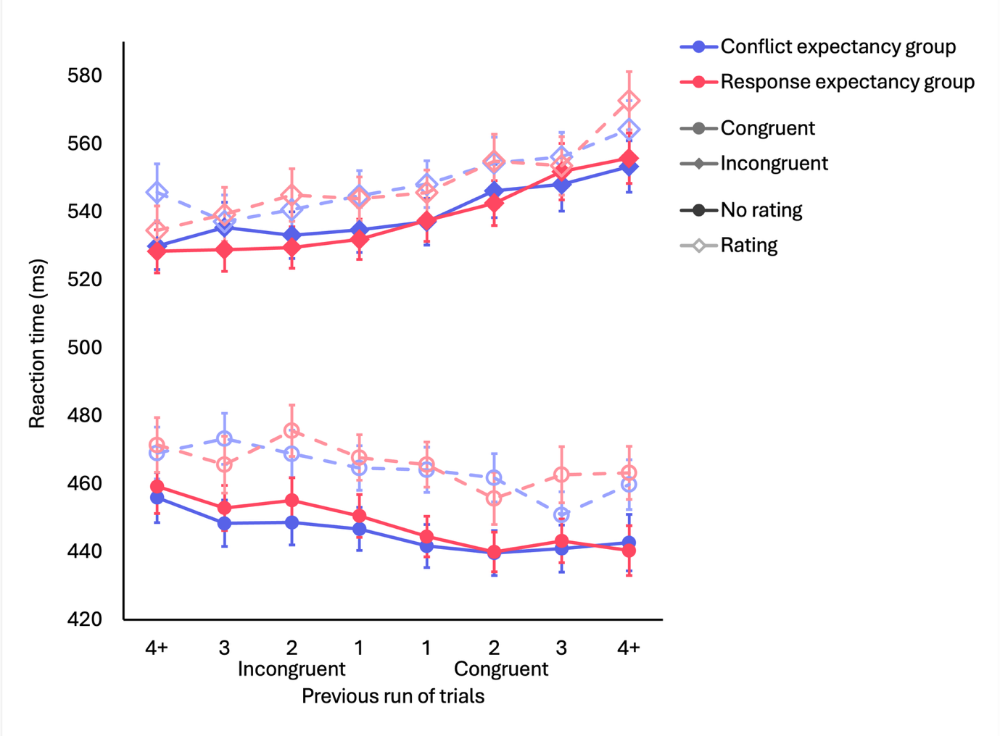 580
560
540
520
500
480
460
440
420
Reaction time (ms)
4+ 3 2 1 1 2 3 4+
Incongruent Congruent
Previous run of trials
Conflict expectancy group
Response expectancy group
Congruent
Incongruent
No rating
Rating